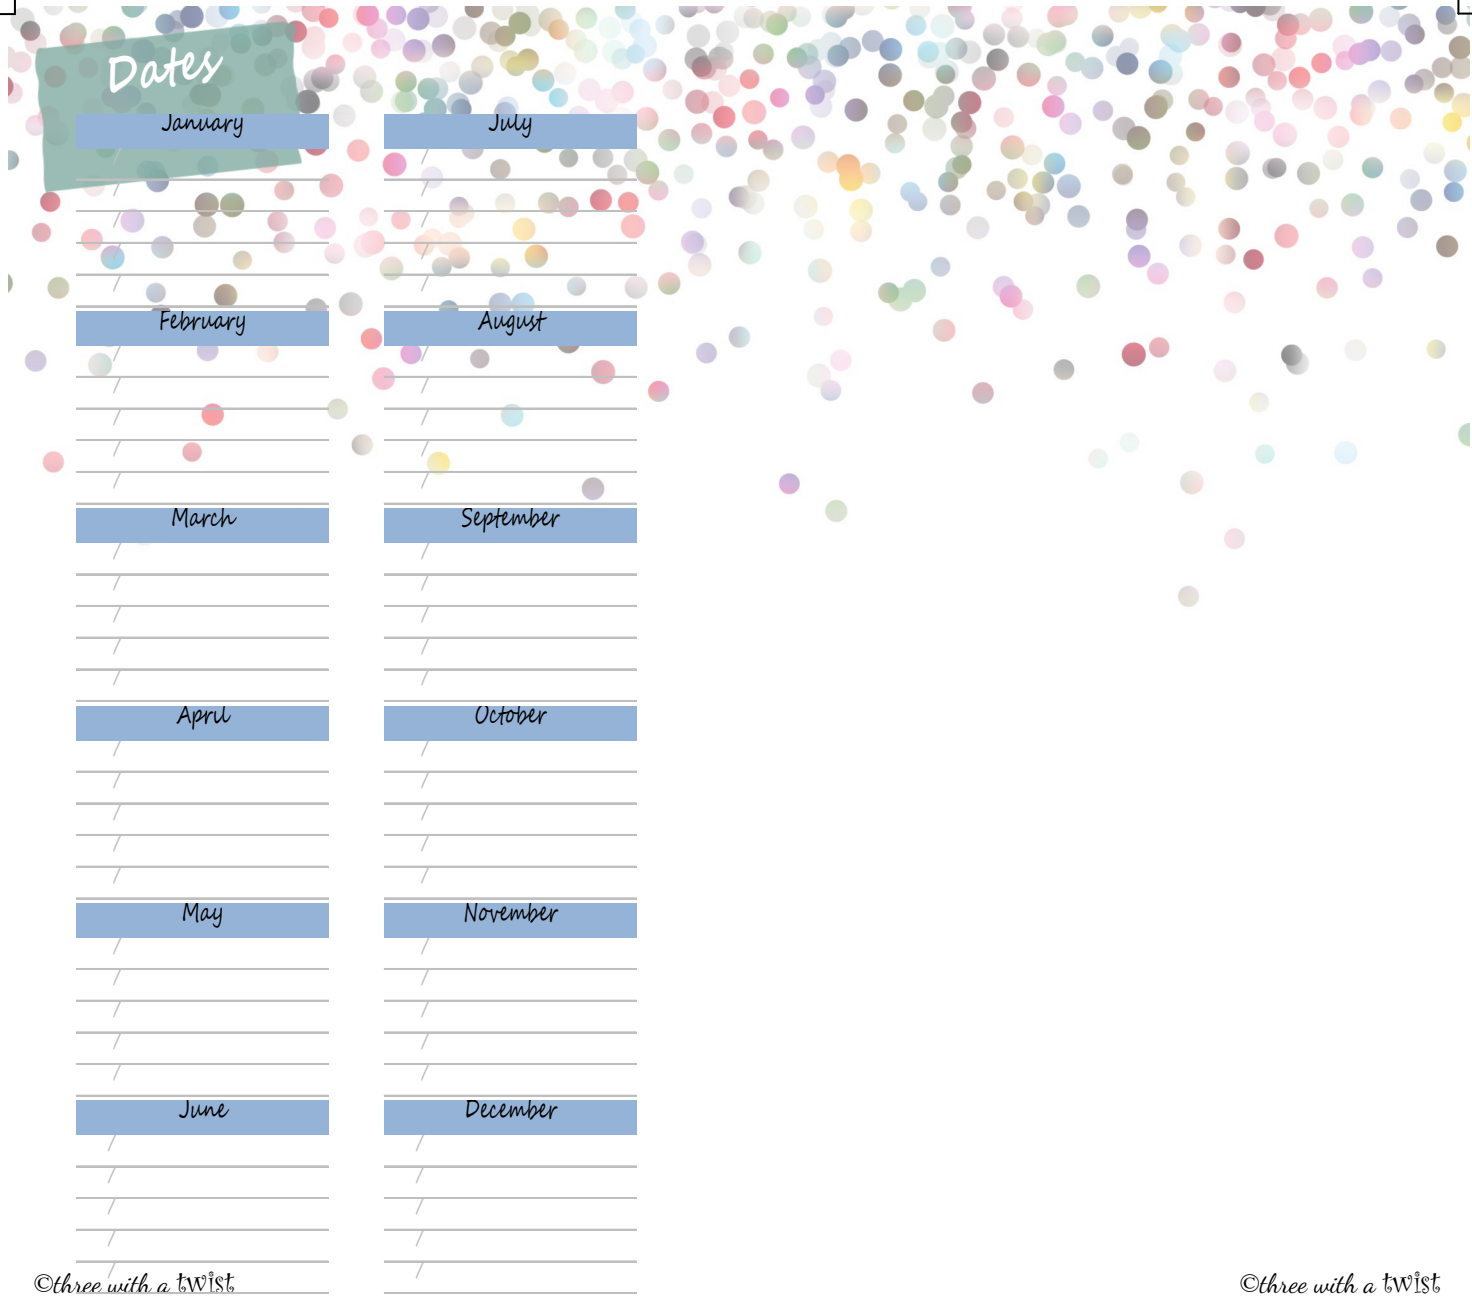 Dates
January
February
March
April
May
June
July
August
September
October
November
December
©three with a twist
©three with a twist